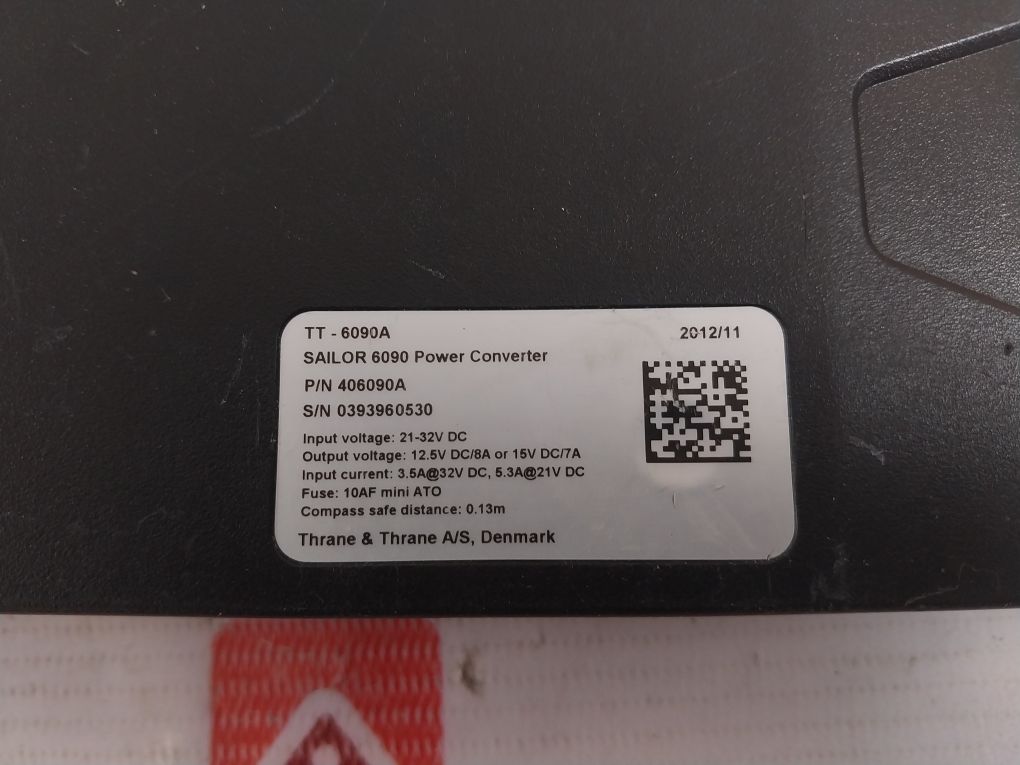 TT - 6090A
2012/11
SAILOR 6090 Power Converter
P/N 406090A
S/N 0393960530
Input voltage: 21-32V DC
Output voltage: 12.5V DC/8A or 15V DC/7A
Input current: 3.5A@32V DC, 5.3A@21V DC
Fuse: 10AF mini ATO
Compass safe distance: 0.13m
Thrane & Thrane A/S, Denmark